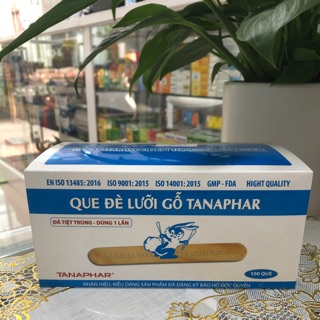 EN ISO 13485: 2016 ISO 9001: 2015 ISO 14001: 2015 GMP - FDA HIGHT QUALITY
QUE ĐÈ LƯỠI GỖ TANAPHAR
ĐÃ TIỆT TRÙNG - DÙNG 1 LẦN
TANAPHAR®
100 QUE
NHÃN HIỆU, KIỂU DÁNG SẢN PHẨM ĐÃ ĐĂNG KÝ BẢO HỘ ĐỘC QUYỀN